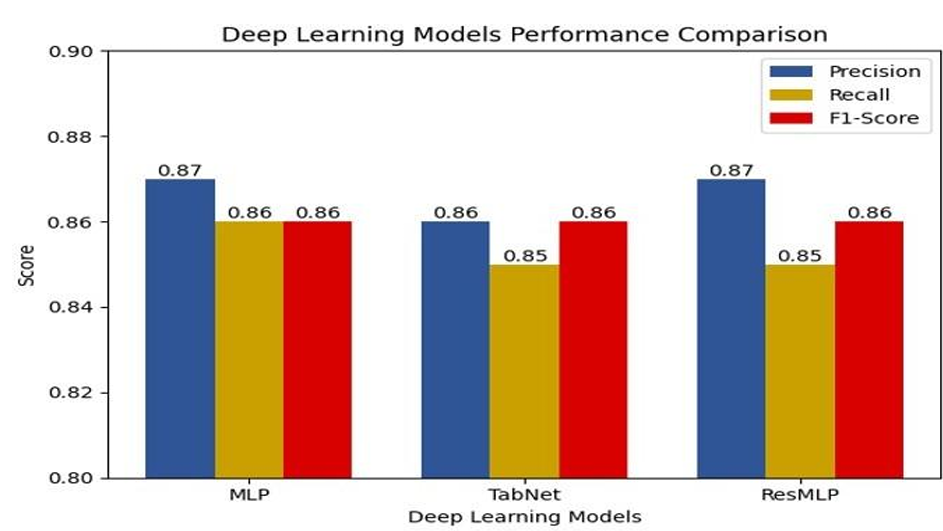 Deep Learning Models Performance Comparison
0.90
0.88
0.86
0.84
0.82
0.80
Score
Precision
Recall
F1-Score
0.87
0.86
0.86
0.86
0.85
0.86
0.87
0.85
0.86
MLP
TabNet
ResMLP
Deep Learning Models